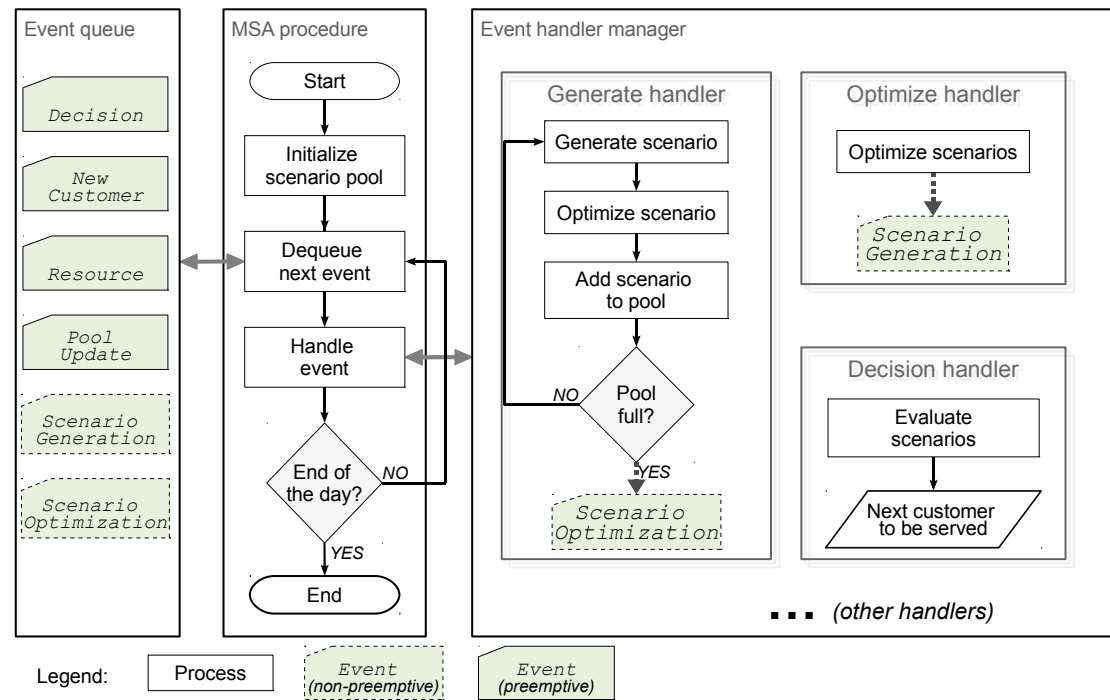 Event queue
Decision
New
Customer
Resource
Pool
Update
Scenario
Generation
Scenario
Optimization
MSA procedure
Start
Initialize
scenario pool
Dequeue
next event
Handle
event
End of
the day?
NO
YES
End
Event handler manager
Generate handler
Generate scenario
Optimize scenario
Add scenario
to pool
Pool
full?
NO
YES
Scenario
Optimization
Optimize handler
Optimize scenarios
Scenario
Generation
Decision handler
Evaluate
scenarios
Next customer
to be served
... (other handlers)
Legend:
Process
Event
(non-preemptive)
Event
(preemptive)